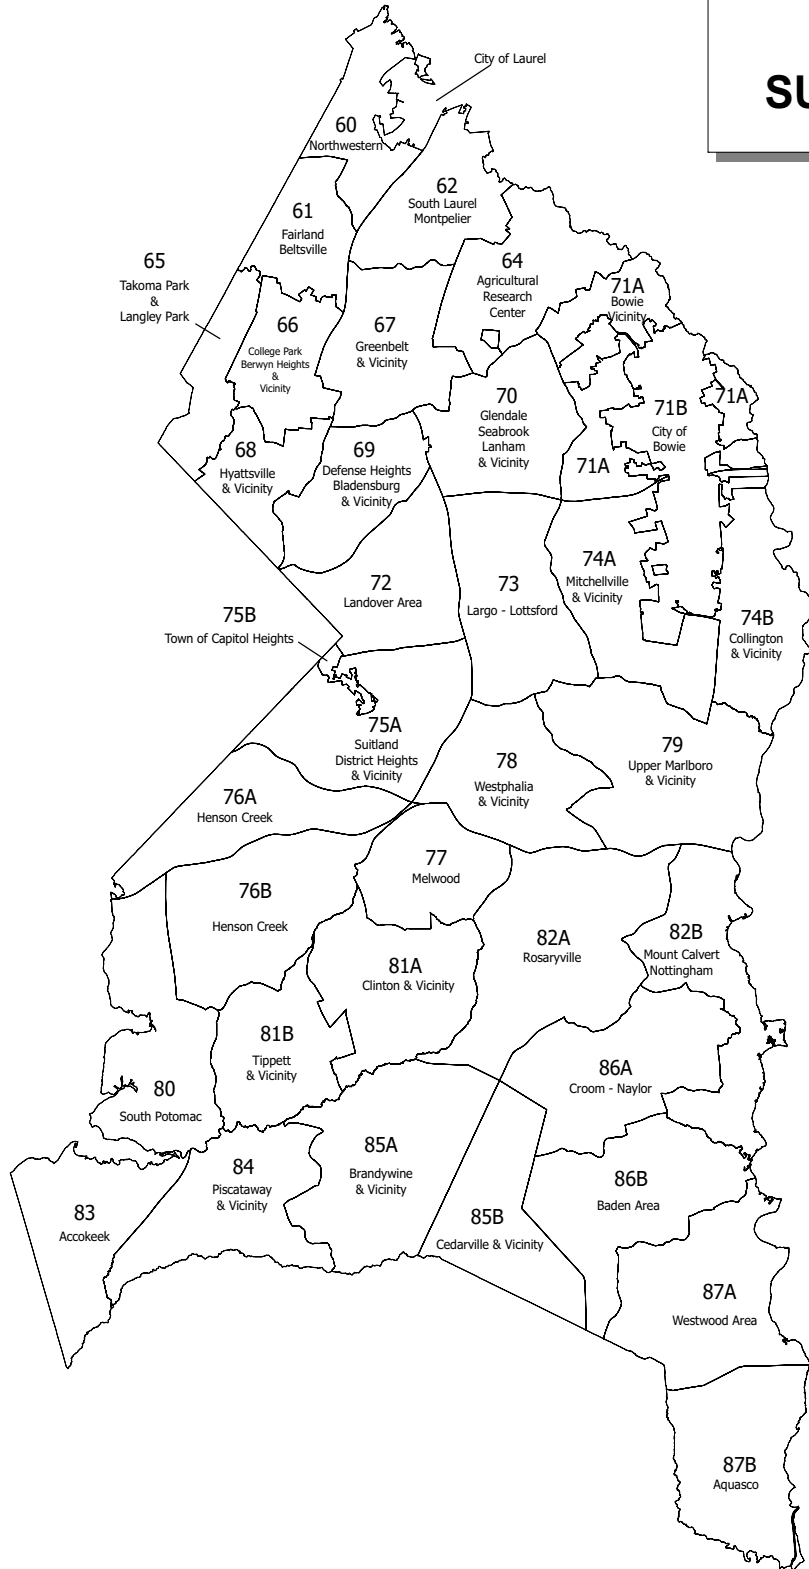 SU
City of Laurel
60
Northwestern
62
South Laurel
Montpelier
61
Fairland
Beltsville
65
Takoma Park
&
Langley Park
64
Agricultural
Research
Center
71A
Bowie
Vicinity
66
College Park
Berwyn Heights
&
Vicinity
67
Greenbelt
& Vicinity
70
Glendale
Seabrook
Lanham
& Vicinity
71B
City of
Bowie
71A
68
Hyattsville
& Vicinity
69
Defense Heights
Bladensburg
& Vicinity
71A
72
Landover Area
73
Largo - Lottsford
74A
Mitchellville
& Vicinity
74B
Collington
& Vicinity
75B
Town of Capitol Heights
75A
Suitland
District Heights
& Vicinity
78
Westphalia
& Vicinity
79
Upper Marlboro
& Vicinity
76A
Henson Creek
77
Melwood
76B
Henson Creek
82A
Rosaryville
82B
Mount Calvert
Nottingham
81A
Clinton & Vicinity
81B
Tippett
& Vicinity
80
South Potomac
86A
Croom - Naylor
85A
Brandywine
& Vicinity
84
Piscataway
& Vicinity
83
Accokeek
86B
Baden Area
85B
Cedarville & Vicinity
87A
Westwood Area
87B
Aquasco